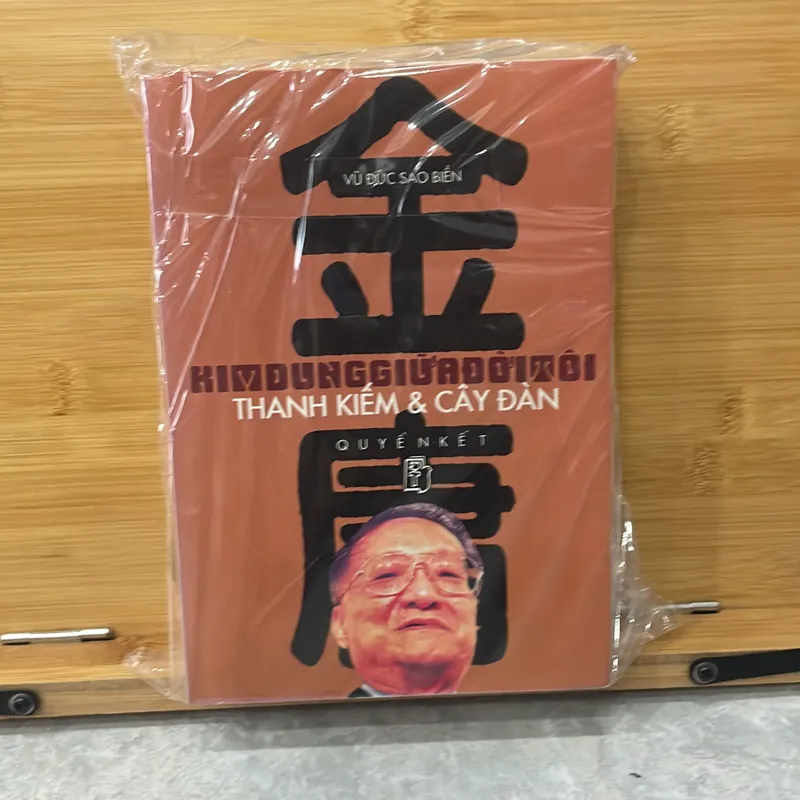 金庸
VŨ ĐỨC SAO BIỂN
KIM DUNG GIỮA ĐỜI TÔI
THANH KIẾM & CÂY ĐÀN
QUYỂN KẾT